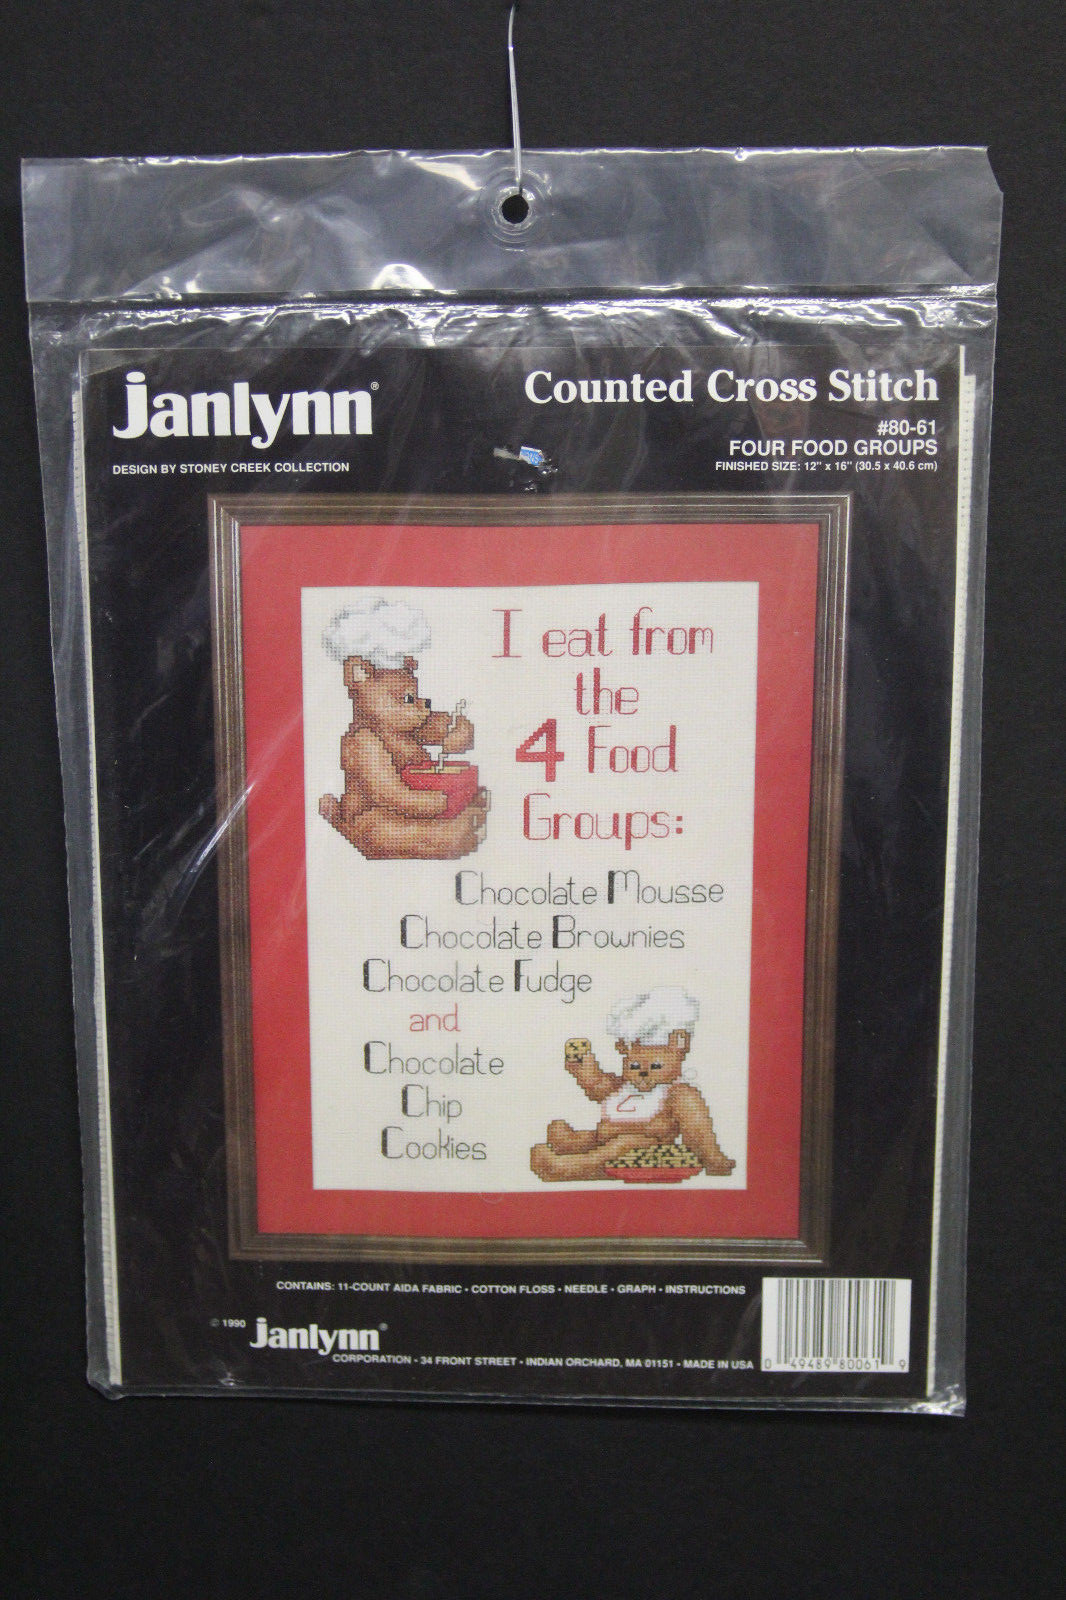 janlynn®
Counted Cross Stitch
#80-61
FOUR FOOD GROUPS
DESIGN BY STONEY CREEK COLLECTION
FINISHED SIZE: 12" x 16" (30.5 x 40.6 cm)
I eat from
the
4 Food
Groups:
Chocolate Mousse
Chocolate Brownies
Chocolate Fudge
and
Chocolate
Chip
Cookies
CONTAINS: 11-COUNT AIDA FABRIC • COTTON FLOSS • NEEDLE • GRAPH • INSTRUCTIONS
© 1990 janlynn®
CORPORATION • 34 FRONT STREET • INDIAN ORCHARD, MA 01151 • MADE IN USA
0 49489 80061 9